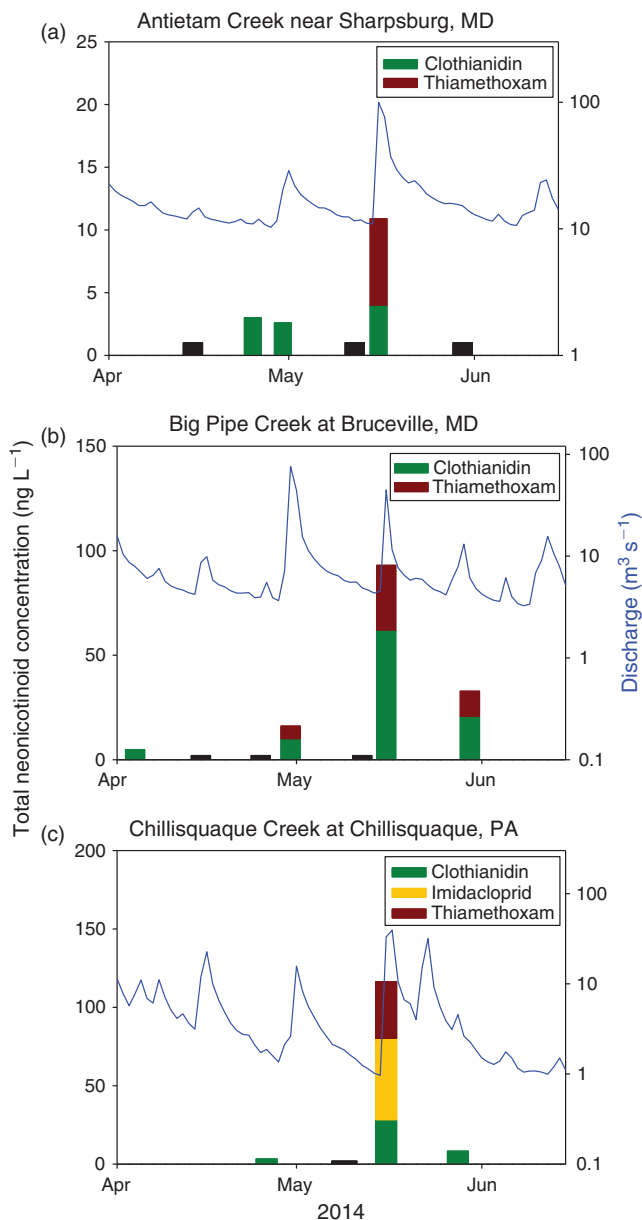 (a)
Antietam Creek near Sharpsburg, MD
25
20
15
10
5
0
Clothianidin
Thiamethoxam
100
10
1
Apr
May
Jun
(b)
Big Pipe Creek at Bruceville, MD
150
100
50
0
Clothianidin
Thiamethoxam
100
10
1
0.1
Apr
May
Jun
Total neonicotinoid concentration (ng L⁻¹)
Discharge (m³ s⁻¹)
(c)
Chillisquaque Creek at Chillisquaque, PA
200
150
100
50
0
Clothianidin
Imidacloprid
Thiamethoxam
100
10
1
0.1
Apr
May
Jun
2014